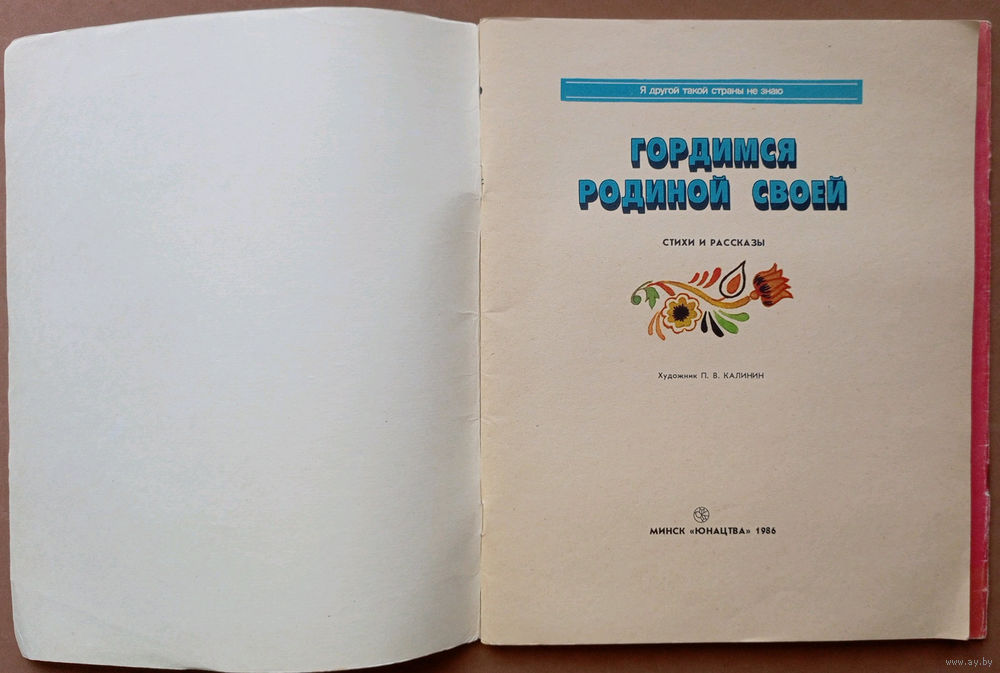 Я другой такой страны не знаю
ГОРДИМСЯ
РОДИНОЙ СВОЕЙ
СТИХИ И РАССКАЗЫ
Художник П. В. КАЛИНИН
МИНСК «ЮНАЦТВА» 1986
www.ay.by